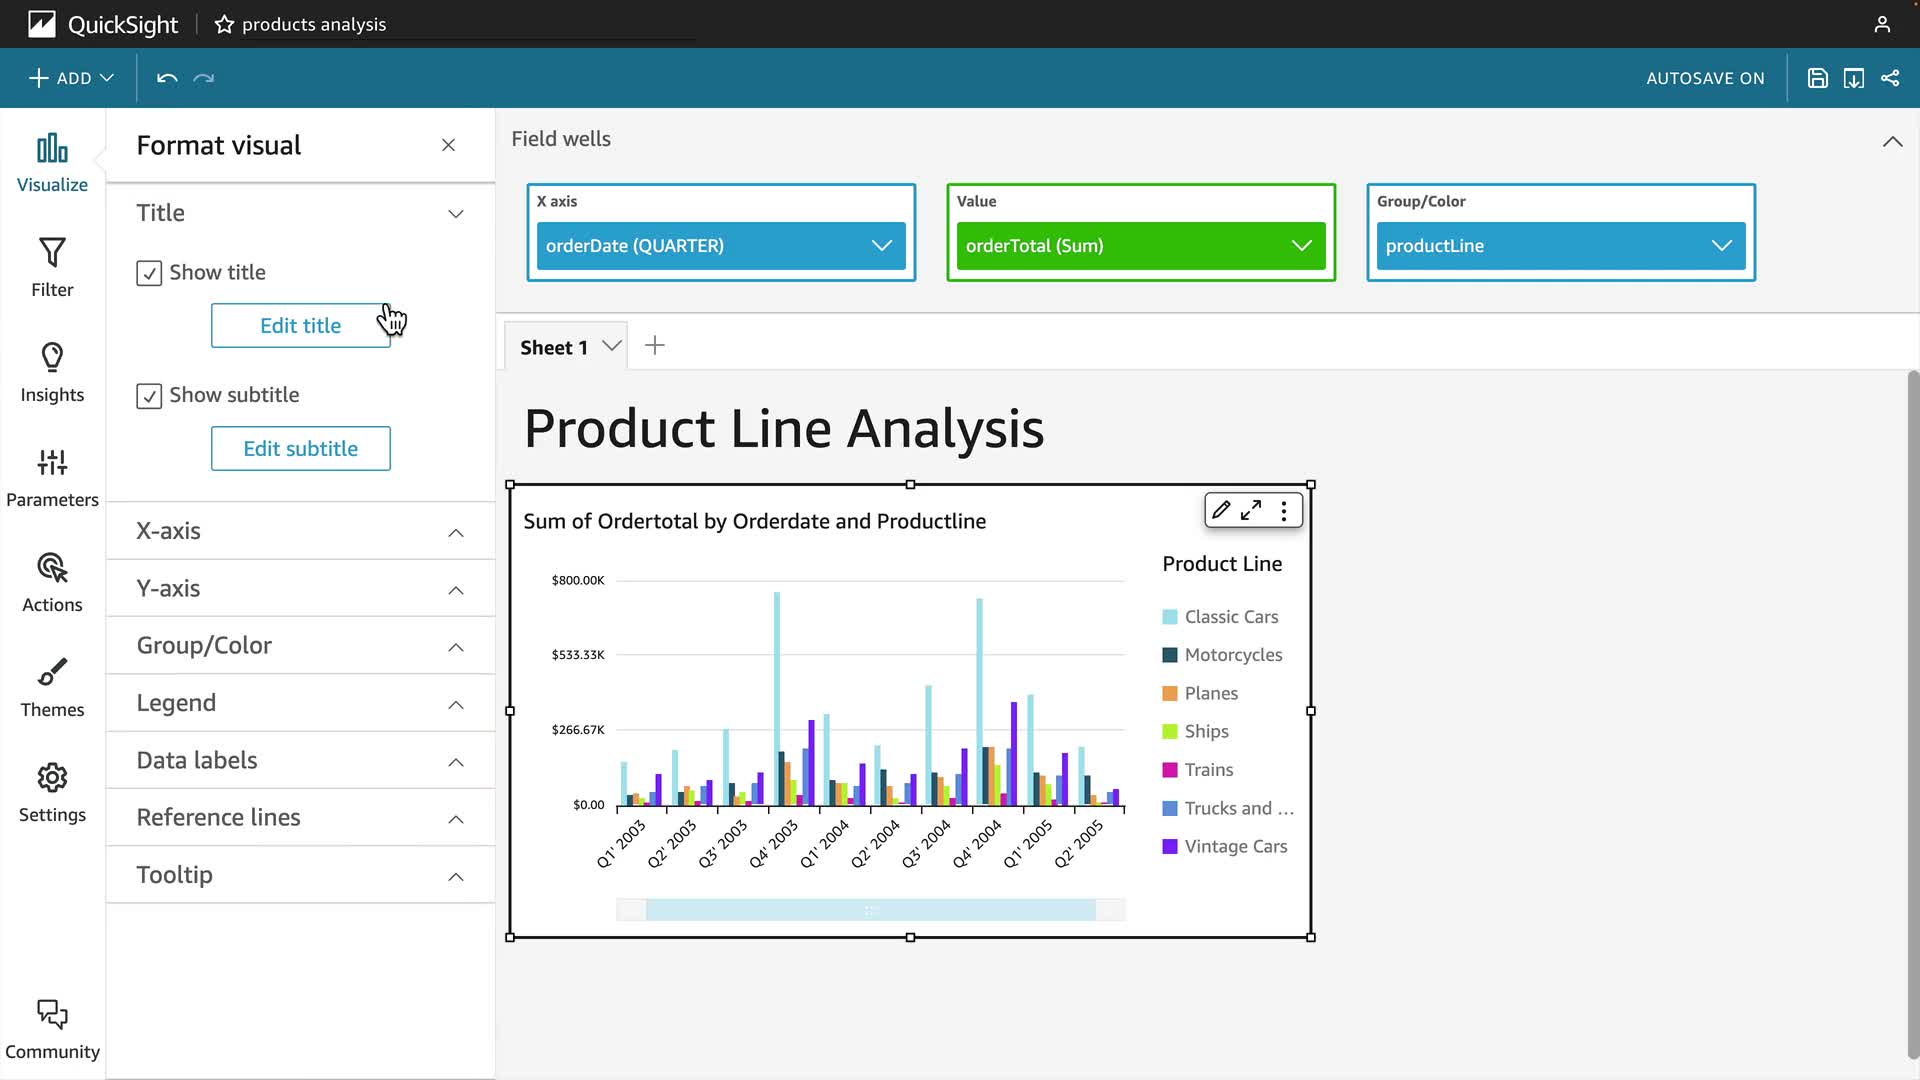 QuickSight
products analysis
ADD
AUTOSAVE ON
Visualize
Filter
Insights
Parameters
Actions
Themes
Settings
Community
Format visual
Title
Show title
Edit title
Show subtitle
Edit subtitle
X-axis
Y-axis
Group/Color
Legend
Data labels
Reference lines
Tooltip
Field wells
X axis
orderDate (QUARTER)
Value
orderTotal (Sum)
Group/Color
productLine
Sheet 1
Product Line Analysis
Sum of Ordertotal by Orderdate and Productline
$800.00K
$533.33K
$266.67K
$0.00
Q1' 2003
Q2' 2003
Q3' 2003
Q4' 2003
Q1' 2004
Q2' 2004
Q3' 2004
Q4' 2004
Q1' 2005
Q2' 2005
Product Line
Classic Cars
Motorcycles
Planes
Ships
Trains
Trucks and ...
Vintage Cars